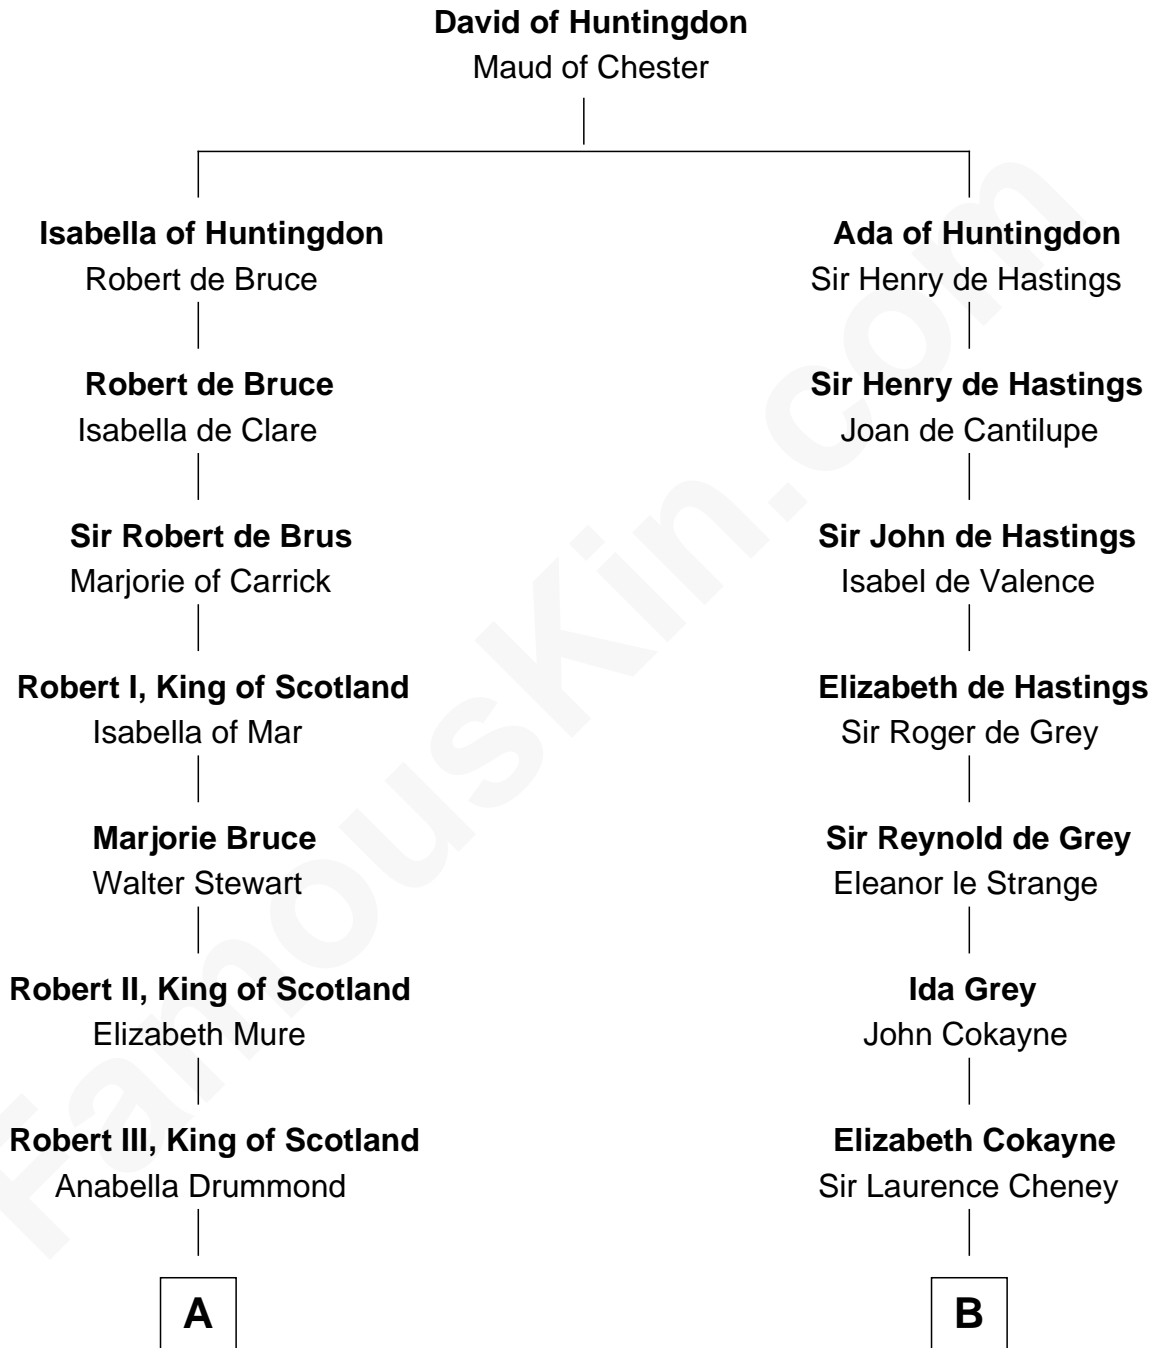 David of Huntingdon
Maud of Chester
Isabella of Huntingdon
Robert de Bruce
Robert de Bruce
Isabella de Clare
Sir Robert de Brus
Marjorie of Carrick
Robert I, King of Scotland
Isabella of Mar
Marjorie Bruce
Walter Stewart
Robert II, King of Scotland
Elizabeth Mure
Robert III, King of Scotland
Anabella Drummond
A
Ada of Huntingdon
Sir Henry de Hastings
Sir Henry de Hastings
Joan de Cantilupe
Sir John de Hastings
Isabel de Valence
Elizabeth de Hastings
Sir Roger de Grey
Sir Reynold de Grey
Eleanor le Strange
Ida Grey
John Cokayne
Elizabeth Cokayne
Sir Laurence Cheney
B
FamousKin.com